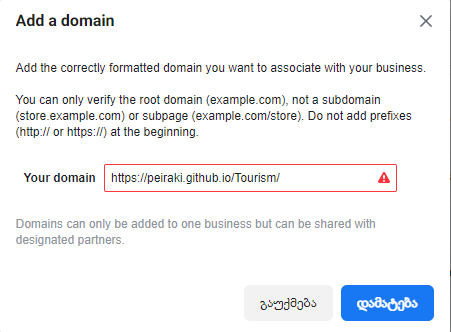 Add a domain
Add the correctly formatted domain you want to associate with your business.
You can only verify the root domain (example.com), not a subdomain
(store.example.com) or subpage (example.com/store). Do not add prefixes
(http:// or https://) at the beginning.
Your domain
https://peiraki.github.io/Tourism/
Domains can only be added to one business but can be shared with
designated partners.
გაუქმება
დამატება